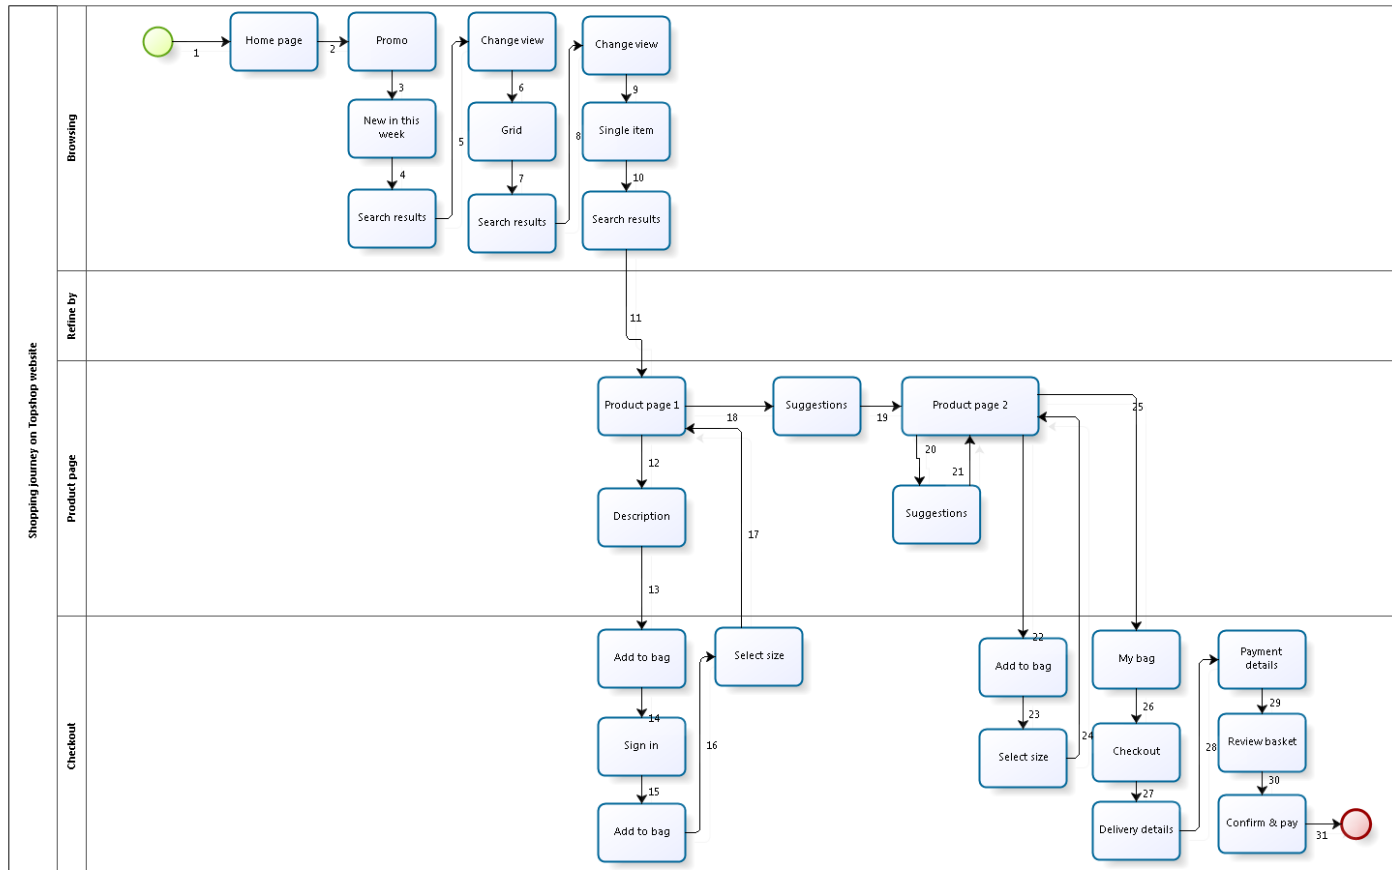 Shopping journey on Topshop website
Browsing
1
Home page
2
Promo
3
New in this
week
4
Search results
5
Change view
6
Grid
7
Search results
8
Change view
9
Single item
10
Search results
Refine by
11
Product page
Product page 1
18
Suggestions
19
Product page 2
25
12
20
21
Description
Suggestions
17
13
Checkout
Add to bag
Select size
14
Sign in
16
15
Add to bag
22
Add to bag
23
Select size
24
My bag
26
Checkout
27
Delivery details
28
Payment
details
29
Review basket
30
Confirm & pay
31